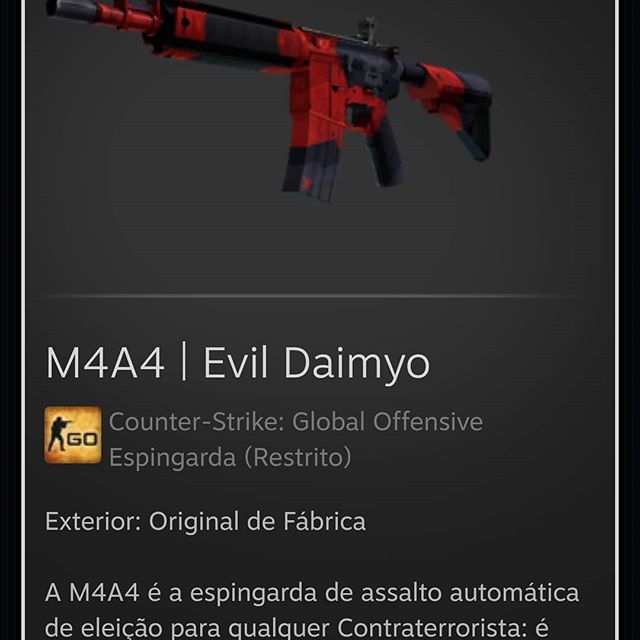 M4A4 | Evil Daimyo
GO
Counter-Strike: Global Offensive
Espingarda (Restrito)
Exterior: Original de Fábrica
A M4A4 é a espingarda de assalto automática
de eleição para qualquer Contraterrorista: é